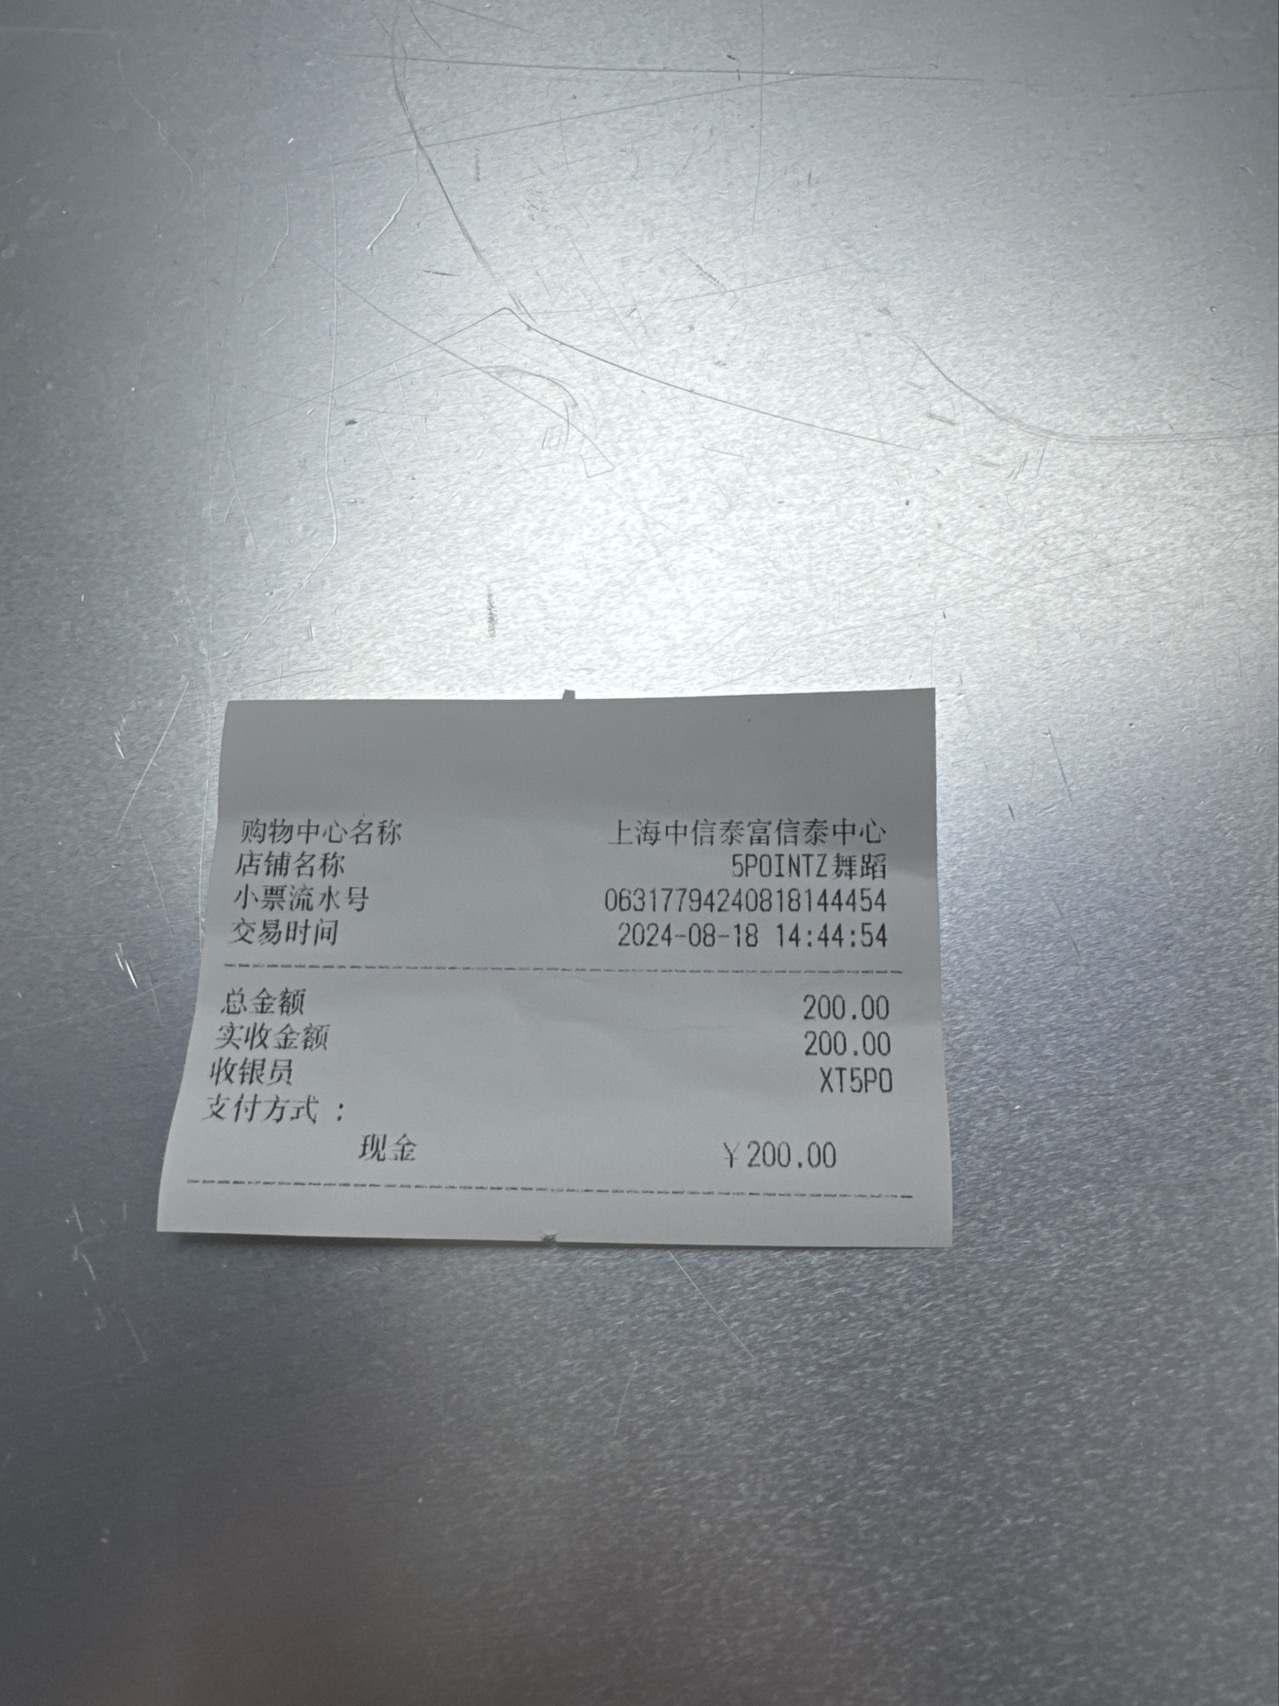 购物中心名称 上海中信泰富信泰中心
店铺名称 5POINTZ舞蹈
小票流水号 06317794240818144454
交易时间 2024-08-18 14:44:54
总金额 200.00
实收金额 200.00
收银员 XT5PO
支付方式：
现金 ￥200.00